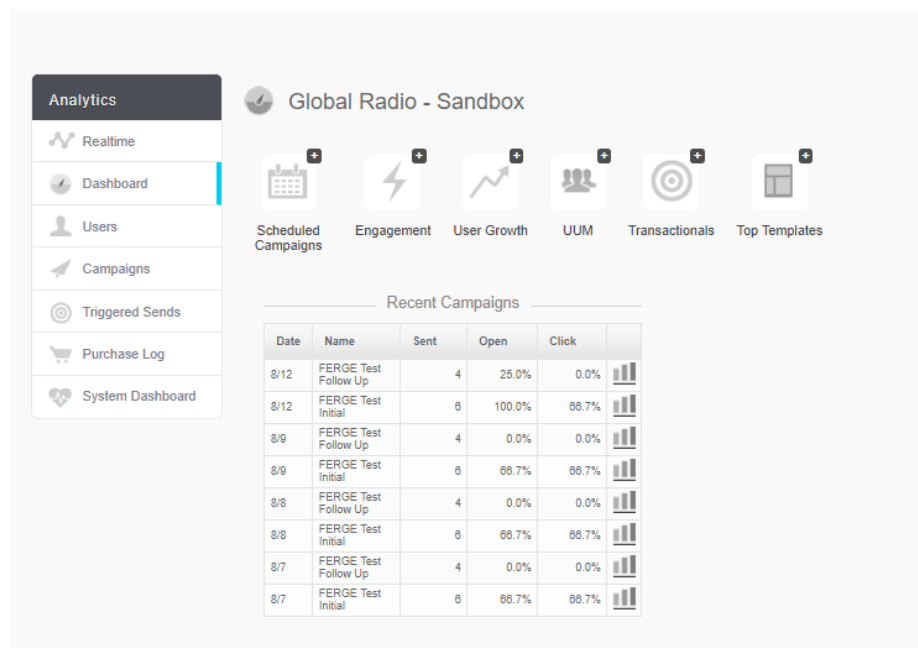 Analytics
Realtime
Dashboard
Users
Campaigns
Triggered Sends
Purchase Log
System Dashboard
Global Radio - Sandbox
Scheduled
Campaigns
Engagement
User Growth
UUM
Transactionals
Top Templates
Recent Campaigns
Date Name Sent Open Click
8/12 FERGE Test
Follow Up 4 25.0% 0.0%
8/12 FERGE Test
Initial 6 100.0% 66.7%
8/9 FERGE Test
Follow Up 4 0.0% 0.0%
8/9 FERGE Test
Initial 6 66.7% 66.7%
8/8 FERGE Test
Follow Up 4 0.0% 0.0%
8/8 FERGE Test
Initial 6 66.7% 66.7%
8/7 FERGE Test
Follow Up 4 0.0% 0.0%
8/7 FERGE Test
Initial 6 66.7% 66.7%